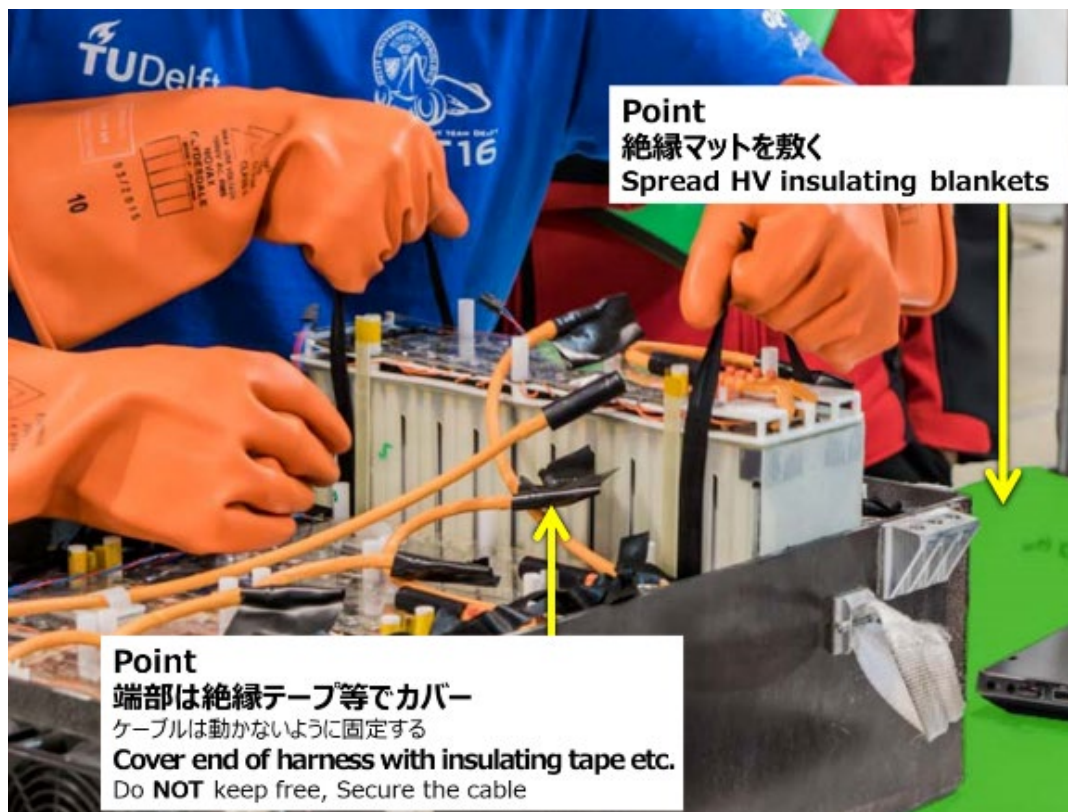 TUDelft
T16
10
Point
絶縁マットを敷く
Spread HV insulating blankets
Point
端部は絶縁テープ等でカバー
ケーブルは動かないように固定する
Cover end of harness with insulating tape etc.
Do NOT keep free, Secure the cable